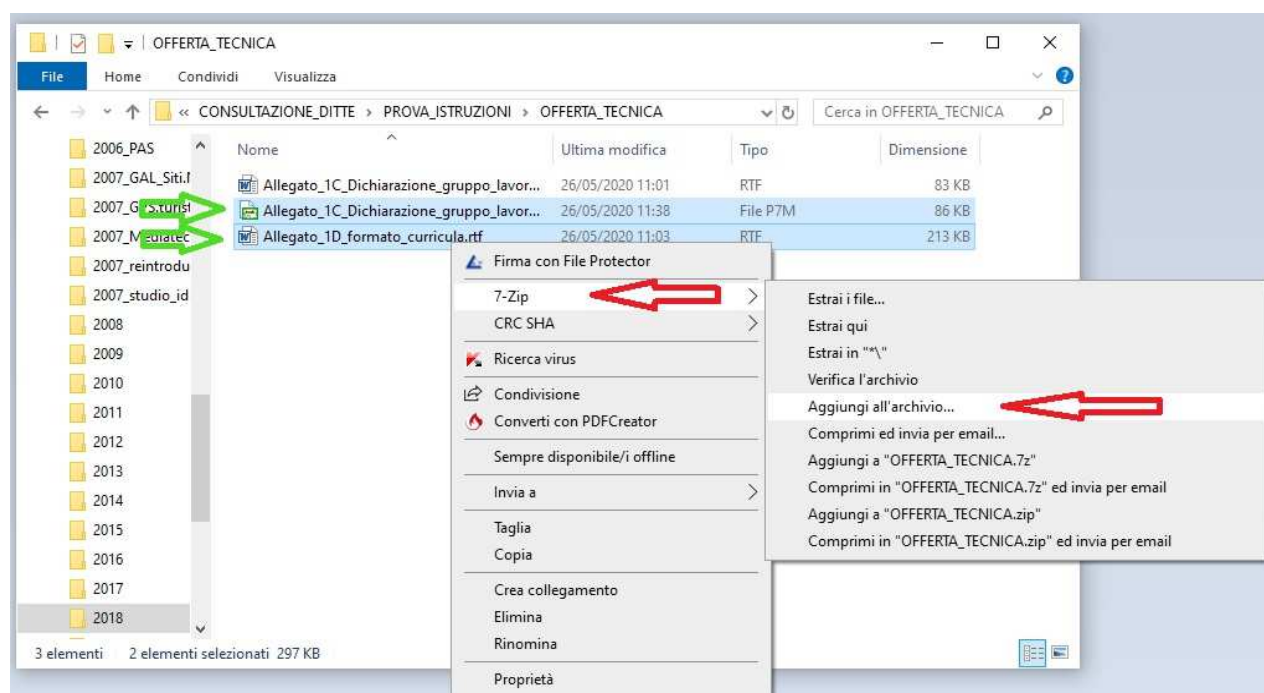 OFFERTA_TECNICA
File Home Condividi Visualizza
« CONSULTAZIONE_DITTE › PROVA_ISTRUZIONI › OFFERTA_TECNICA Cerca in OFFERTA_TECNICA
Nome Ultima modifica Tipo Dimensione
2006_PAS
2007_GAL_Siti.
2007_G
2007_M
2007_reintrodu
2007_studio_id
2008
2009
2010
2011
2012
2013
2014
2015
2016
2017
2018
Allegato_1C_Dichiarazione_gruppo_lavor... 26/05/2020 11:01 RTF 83 KB
Allegato_1C_Dichiarazione_gruppo_lavor... 26/05/2020 11:38 File P7M 86 KB
Allegato_1D_formato_curricula.rtf 26/05/2020 11:03 RTF 213 KB
Firma con File Protector
7-Zip
CRC SHA
Ricerca virus
Condivisione
Converti con PDFCreator
Sempre disponibile/i offline
Invia a
Taglia
Copia
Crea collegamento
Elimina
Rinomina
Proprietà
Estrai i file...
Estrai qui
Estrai in "*\"
Verifica l'archivio
Aggiungi all'archivio...
Comprimi ed invia per email...
Aggiungi a "OFFERTA_TECNICA.7z"
Comprimi in "OFFERTA_TECNICA.7z" ed invia per email
Aggiungi a "OFFERTA_TECNICA.zip"
Comprimi in "OFFERTA_TECNICA.zip" ed invia per email
3 elementi 2 elementi selezionati 297 KB